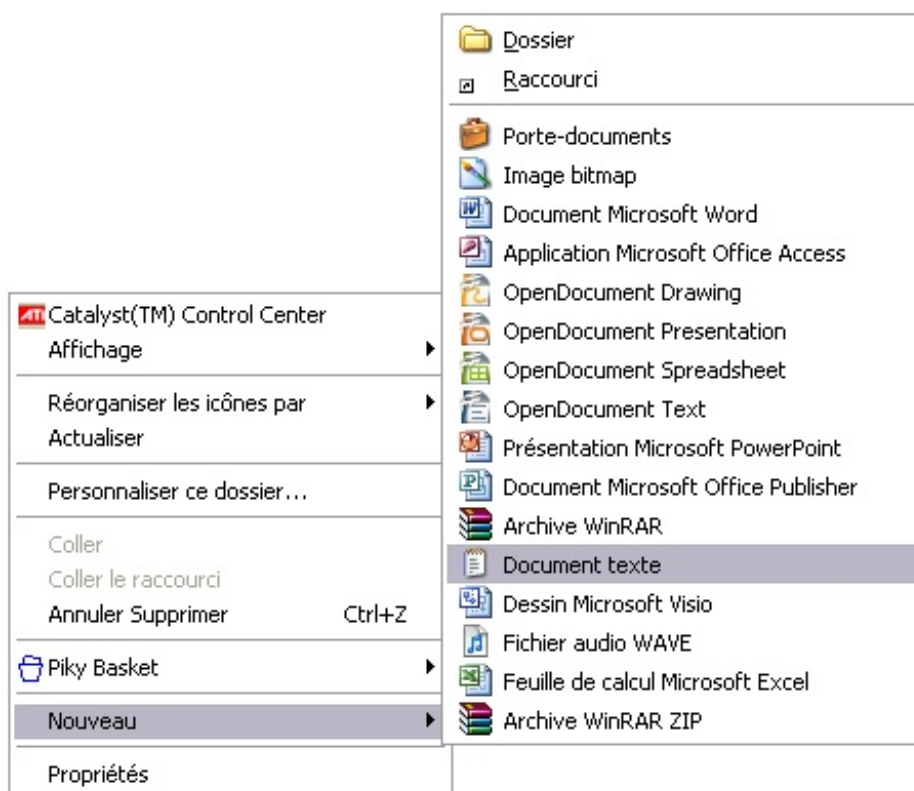 ATI Catalyst(TM) Control Center
Affichage
Réorganiser les icônes par
Actualiser
Personnaliser ce dossier...
Coller
Coller le raccourci
Annuler Supprimer Ctrl+Z
Piky Basket
Nouveau
Propriétés
Dossier
Raccourci
Porte-documents
Image bitmap
Document Microsoft Word
Application Microsoft Office Access
OpenDocument Drawing
OpenDocument Presentation
OpenDocument Spreadsheet
OpenDocument Text
Présentation Microsoft PowerPoint
Document Microsoft Office Publisher
Archive WinRAR
Document texte
Dessin Microsoft Visio
Fichier audio WAVE
Feuille de calcul Microsoft Excel
Archive WinRAR ZIP